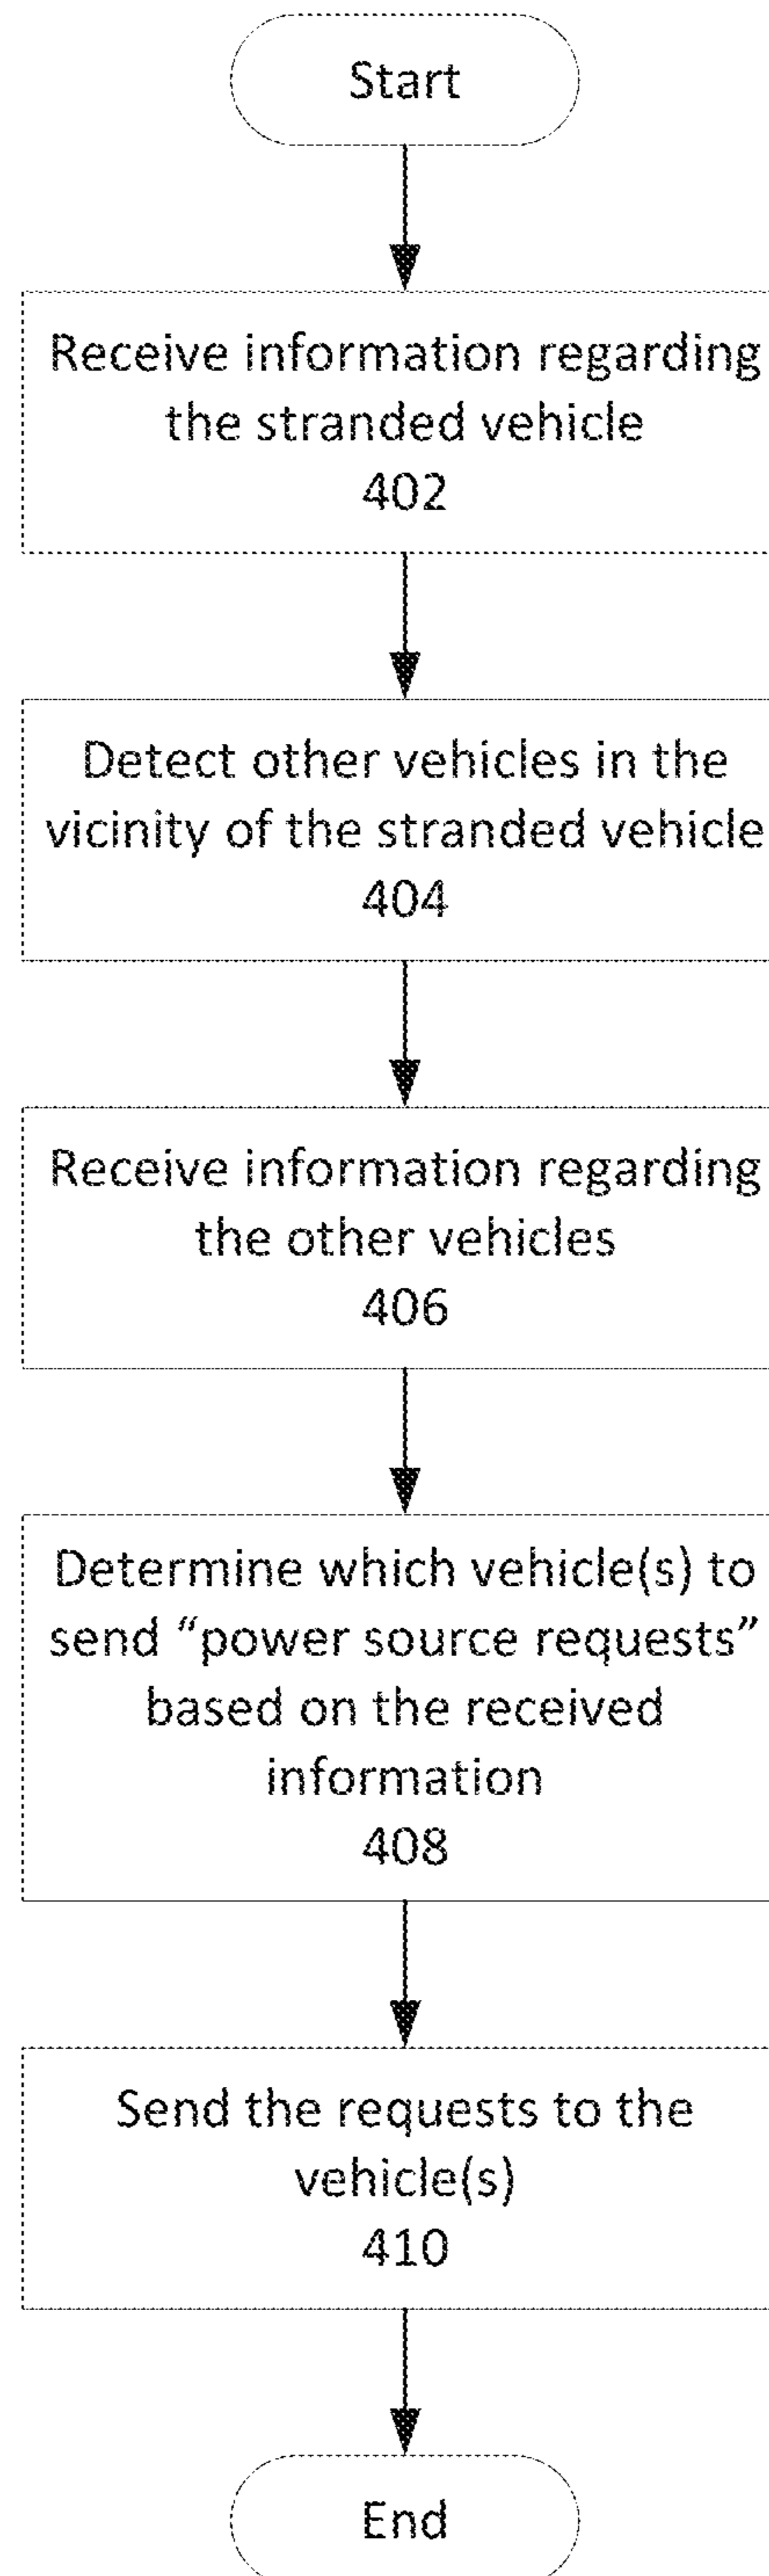 Start
Receive information regarding
the stranded vehicle
402
Detect other vehicles in the
vicinity of the stranded vehicle
404
Receive information regarding
the other vehicles
406
Determine which vehicle(s) to
send “power source requests”
based on the received
information
408
Send the requests to the
vehicle(s)
410
End